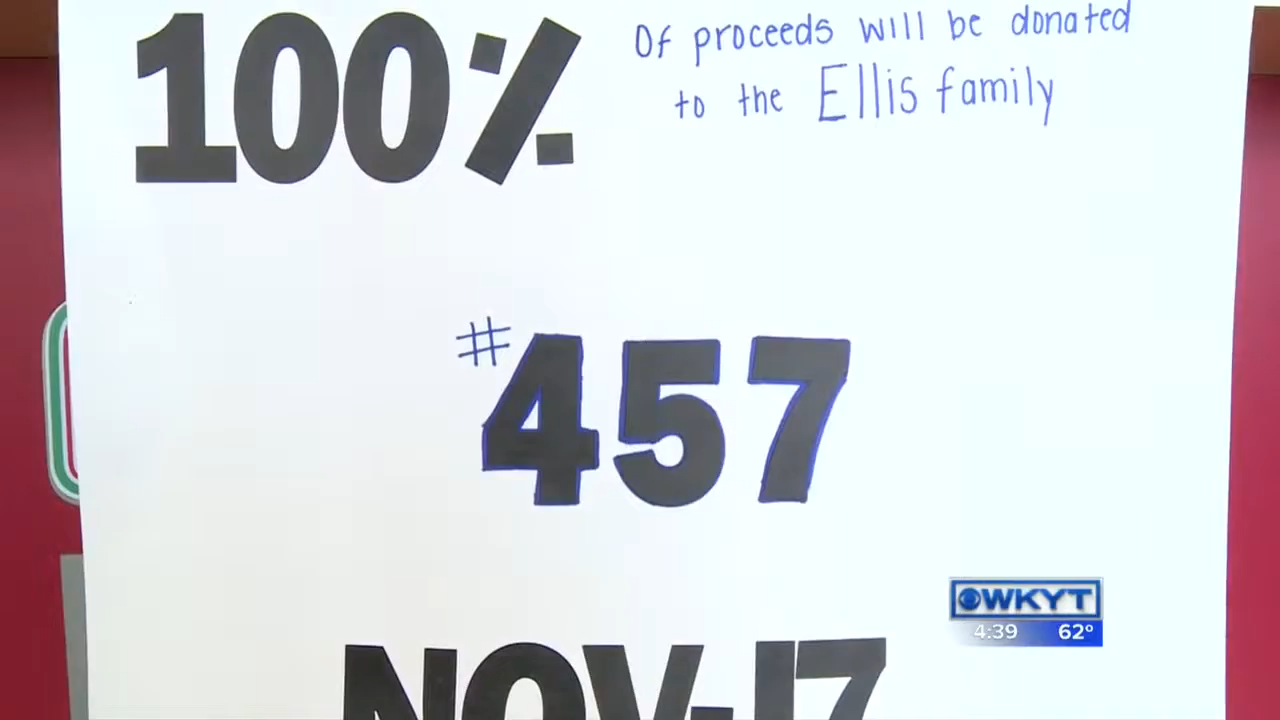 100% Of proceeds will be donated
to the Ellis family
#457
NOV-17
WKYT
4:39 62°